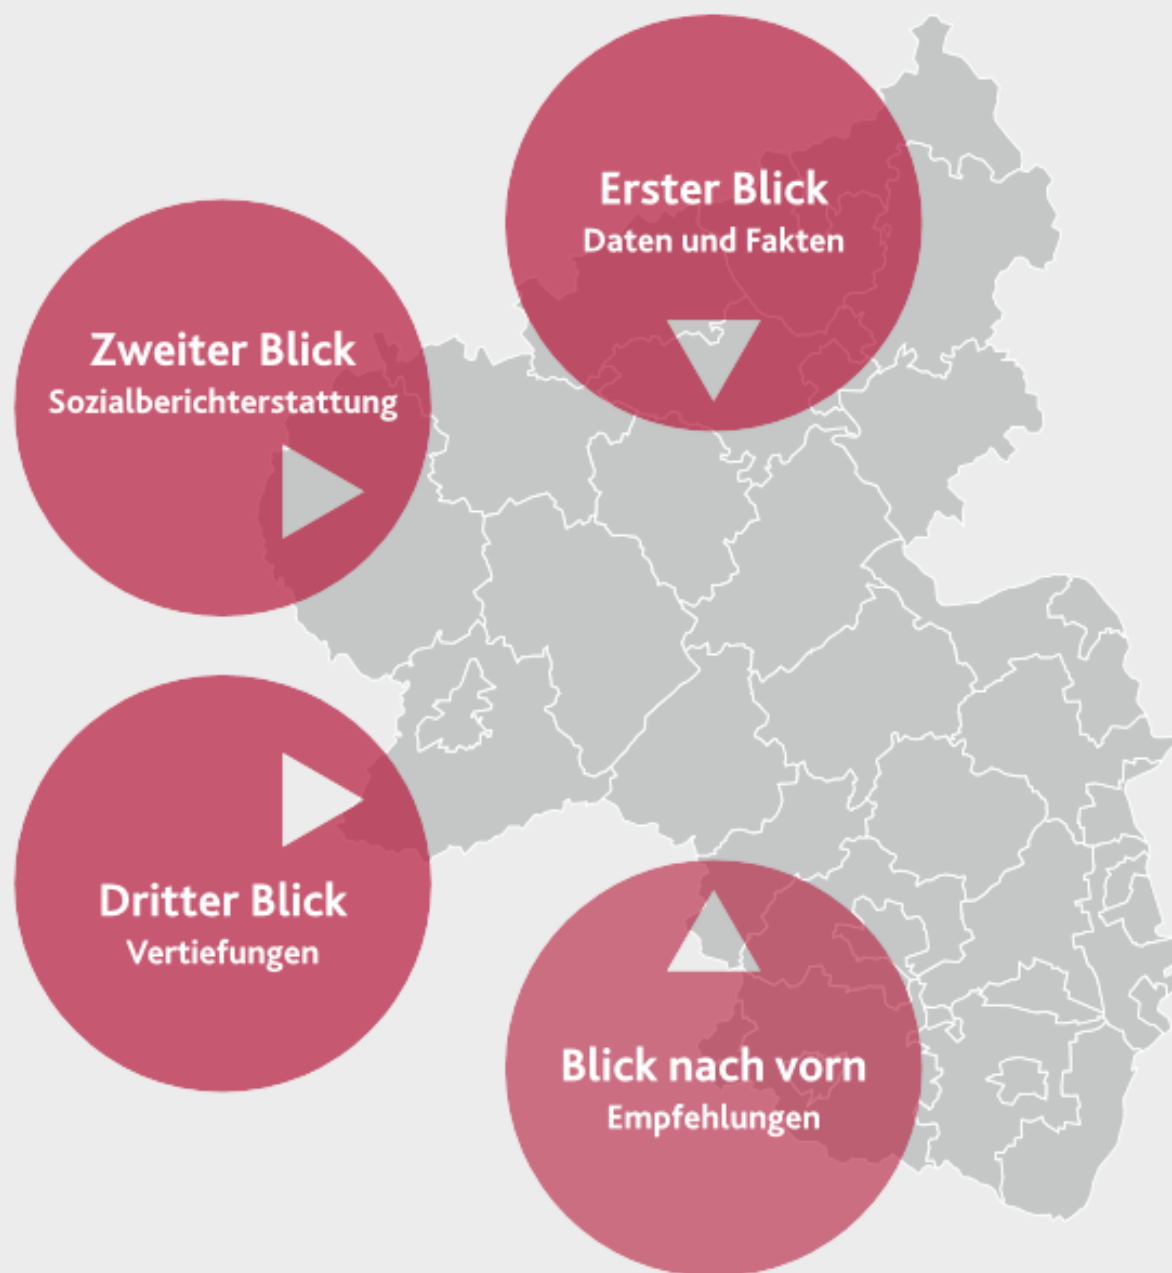 Erster Blick
Daten und Fakten
Zweiter Blick
Sozialberichterstattung
Dritter Blick
Vertiefungen
Blick nach vorn
Empfehlungen